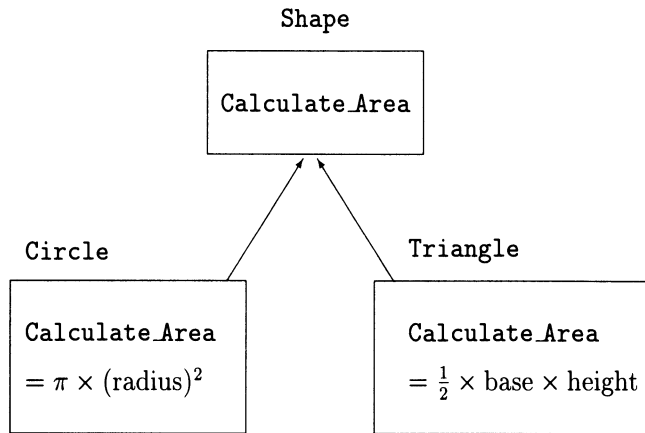 Shape
Calculate_Area
Circle
Calculate_Area
= π × (radius)²
Triangle
Calculate_Area
= ½ × base × height